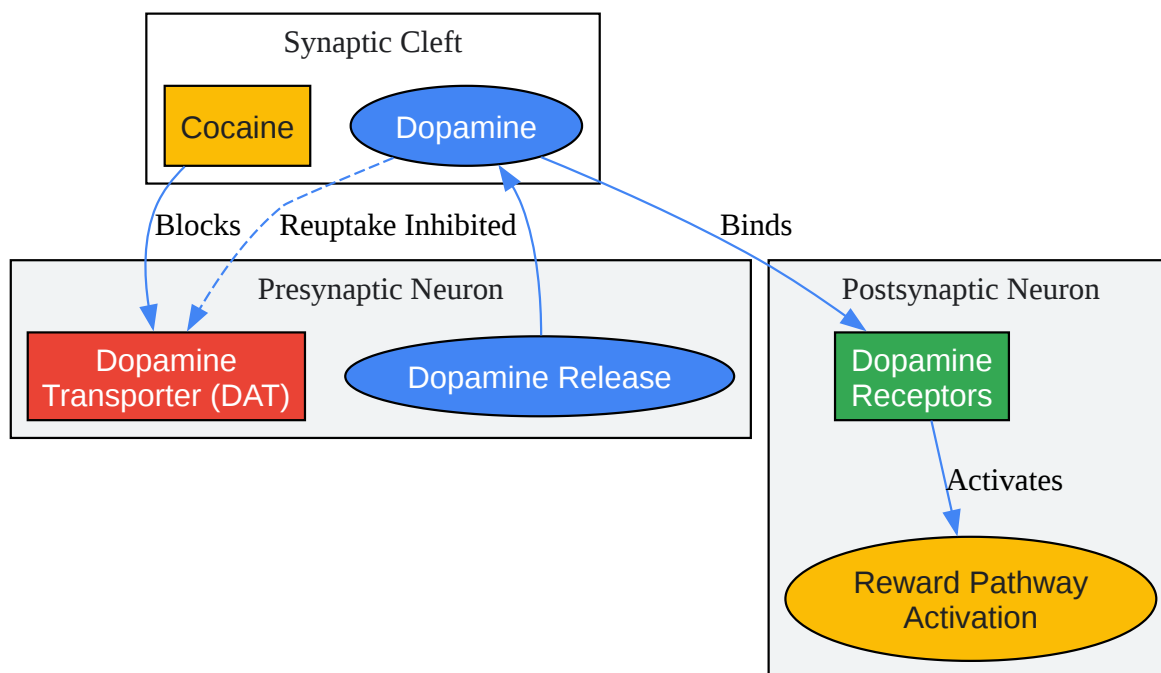 Synaptic Cleft
Cocaine
Dopamine
Blocks
Reuptake Inhibited
Binds
Presynaptic Neuron
Dopamine
Transporter (DAT)
Dopamine Release
Postsynaptic Neuron
Dopamine
Receptors
Activates
Reward Pathway
Activation